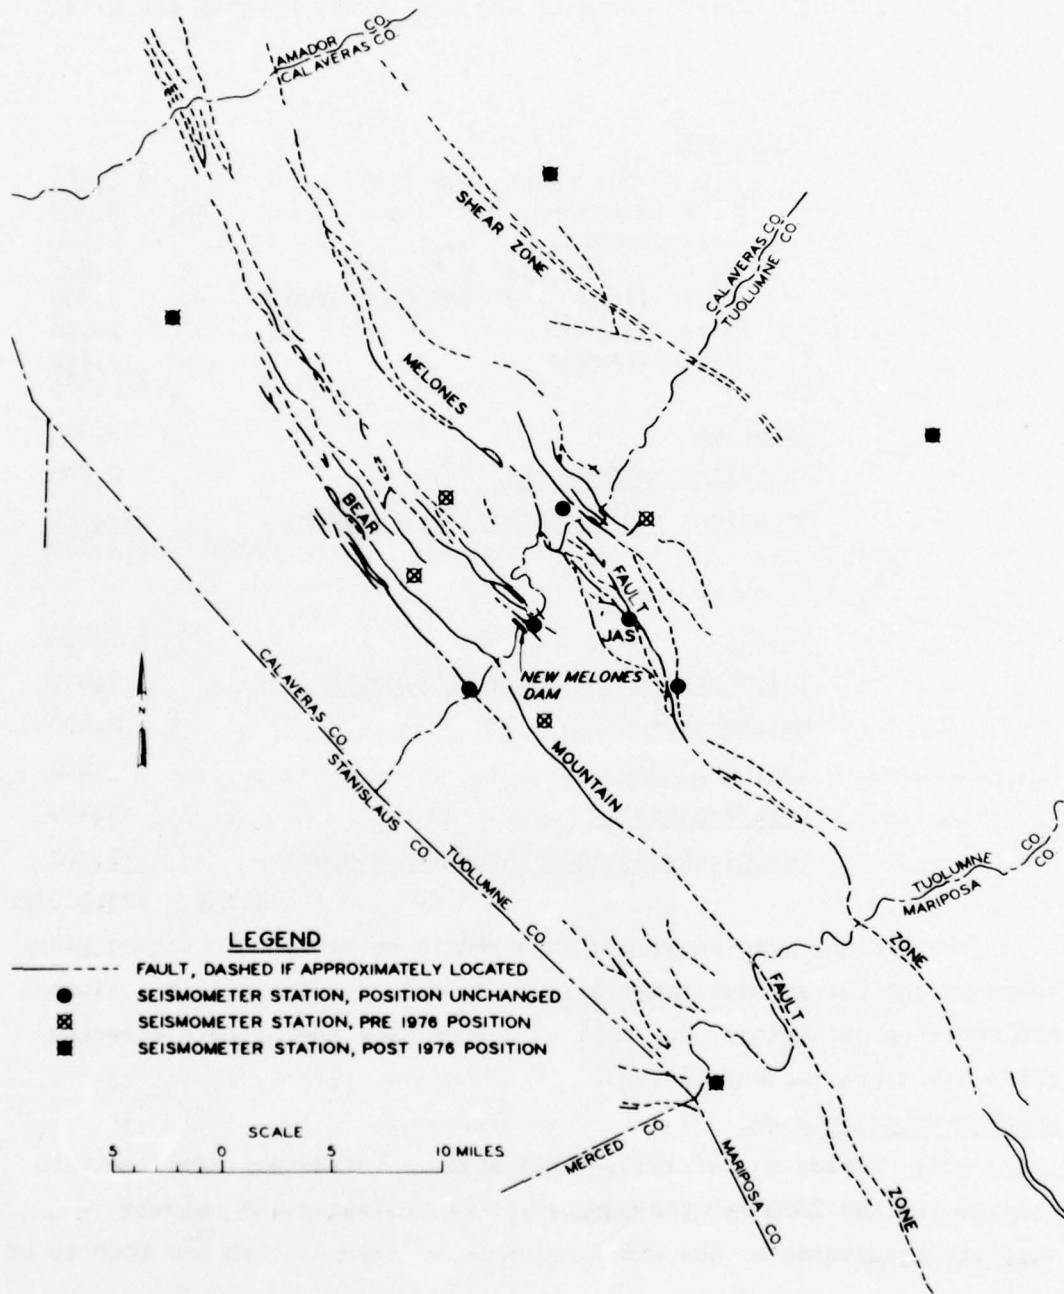 AMADOR CO.
CALAVERAS CO.
SHEAR ZONE
CALAVERAS CO.
TUOLUMNE CO.
MELONES
BEAR
FAULT
JAS
NEW MELONES
DAM
N
CALAVERAS CO.
STANISLAUS CO.
MOUNTAIN
TUOLUMNE CO.
TUOLUMNE CO
MARIPOSA CO
ZONE
FAULT
LEGEND
FAULT, DASHED IF APPROXIMATELY LOCATED
SEISMOMETER STATION, POSITION UNCHANGED
SEISMOMETER STATION, PRE 1976 POSITION
SEISMOMETER STATION, POST 1976 POSITION
SCALE
5 0 5 10 MILES
MERCED CO
MARIPOSA CO
ZONE